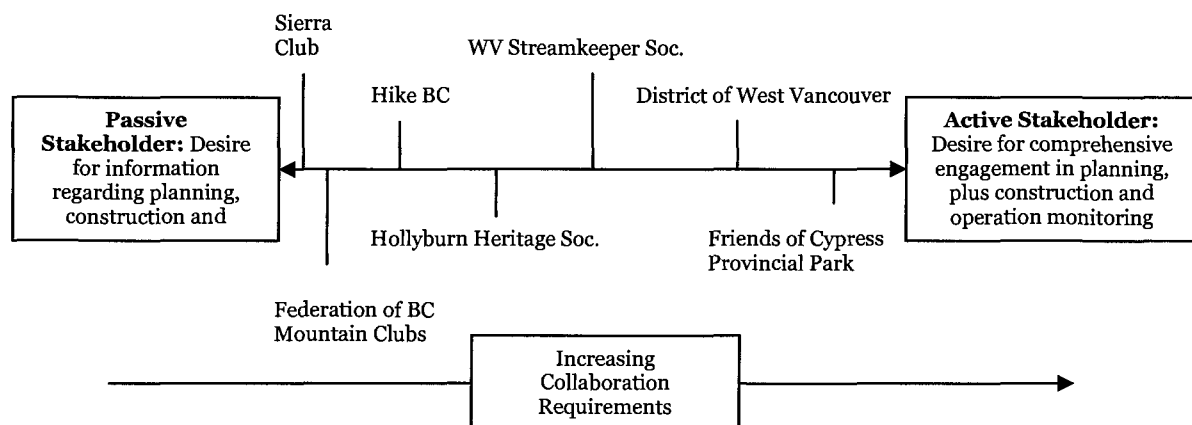 Sierra
Club
WV Streamkeeper Soc.
Hike BC
District of West Vancouver
Passive
Stakeholder: Desire
for information
regarding planning,
construction and
Active Stakeholder:
Desire for comprehensive
engagement in planning,
plus construction and
operation monitoring
Hollyburn Heritage Soc.
Friends of Cypress
Provincial Park
Federation of BC
Mountain Clubs
Increasing
Collaboration
Requirements